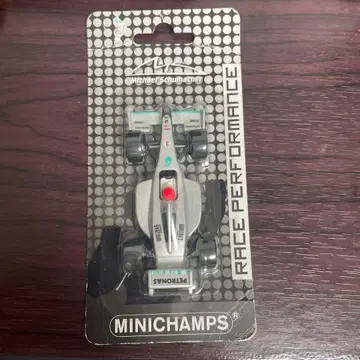 Michael Schumacher
RACE PERFORMANCE
PETRONAS
MINICHAMPS®